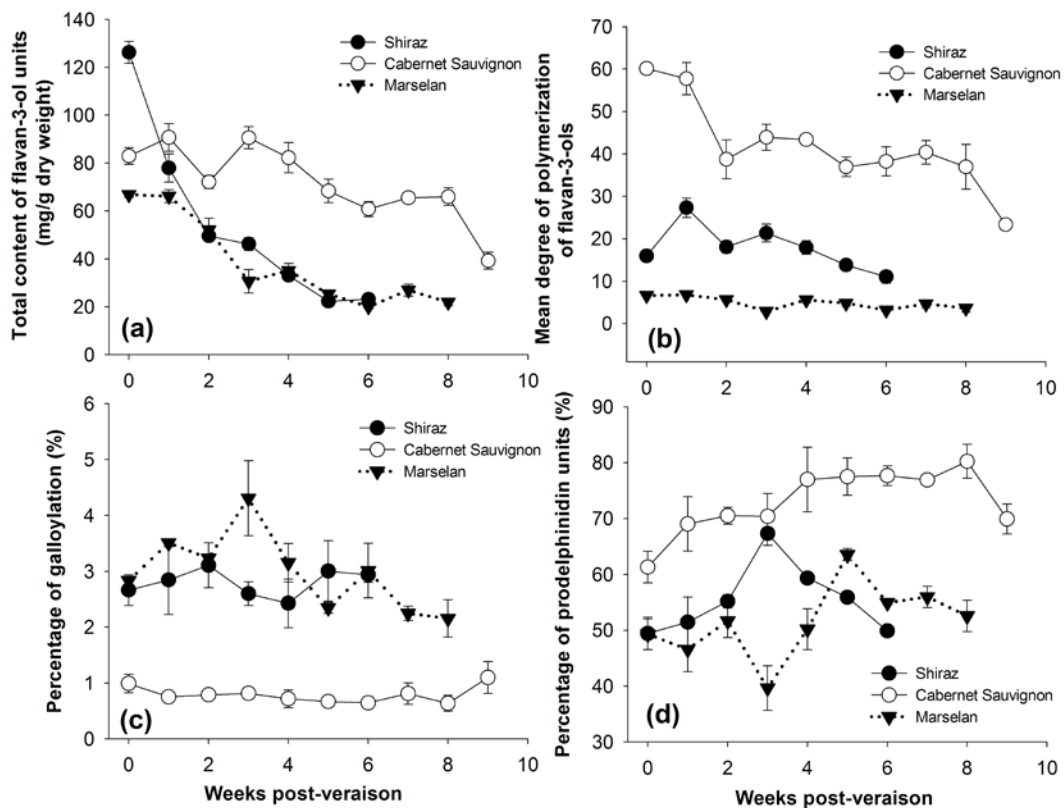 Total content of flavan-3-ol units
(mg/g dry weight)
140
120
100
80
60
40
20
0
Shiraz
Cabernet Sauvignon
Marselan
(a)
0 2 4 6 8 10
Mean degree of polymerization
of flavan-3-ols
70
60
50
40
30
20
10
0
Shiraz
Cabernet Sauvignon
Marselan
(b)
0 2 4 6 8 10
Percentage of galloylation (%)
6
5
4
3
2
1
0
Shiraz
Cabernet Sauvignon
Marselan
(c)
0 2 4 6 8 10
Weeks post-veraison
Percentage of prodelphinidin units (%)
90
80
70
60
50
40
30
Shiraz
Cabernet Sauvignon
Marselan
(d)
0 2 4 6 8 10
Weeks post-veraison